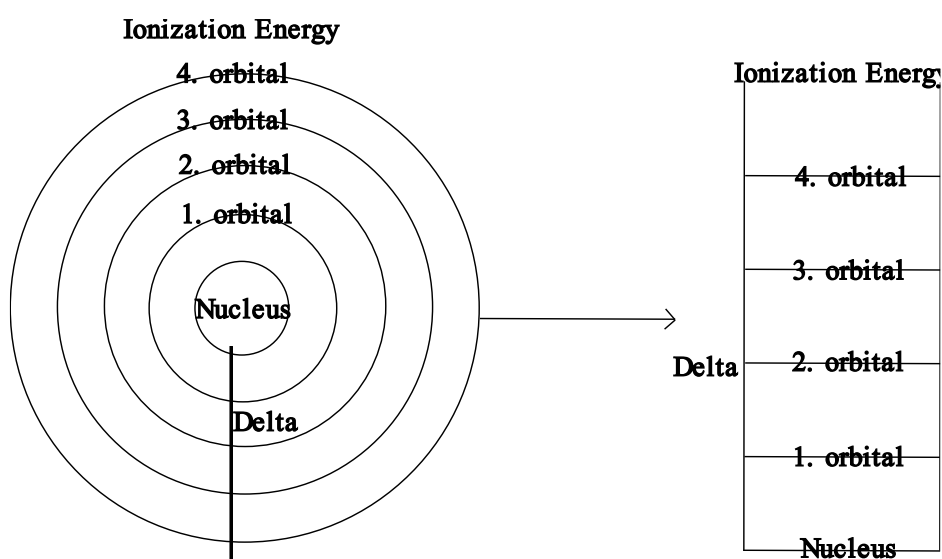 Ionization Energy
4. orbital
3. orbital
2. orbital
1. orbital
Nucleus
Delta
Ionization Energy
4. orbital
3. orbital
2. orbital
Delta
1. orbital
Nucleus